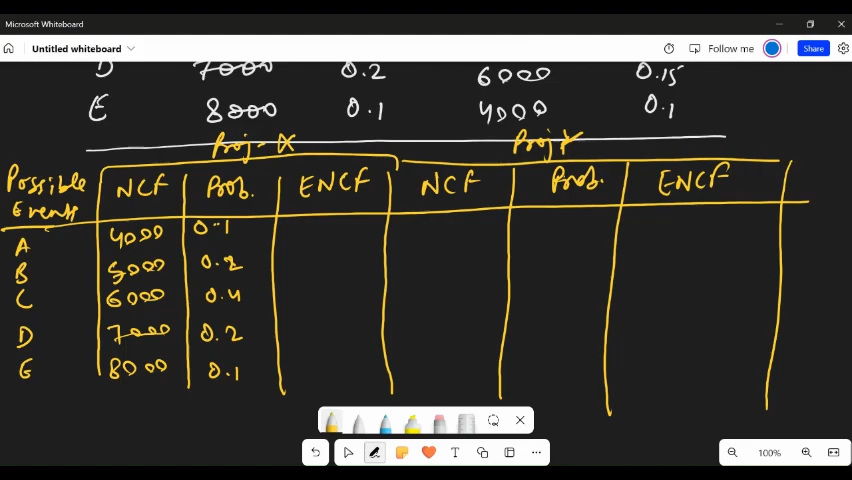 Microsoft Whiteboard
Untitled whiteboard
Follow me
Share
D 7000 0.2 6000 0.15
E 8000 0.1 4000 0.1
Proj-X Proj Y
Possible Events NCF Prob. ENCF NCF Prob. ENCF
A 4000 0.1
B 5000 0.2
C 6000 0.4
D 7000 0.2
E 8000 0.1
100%